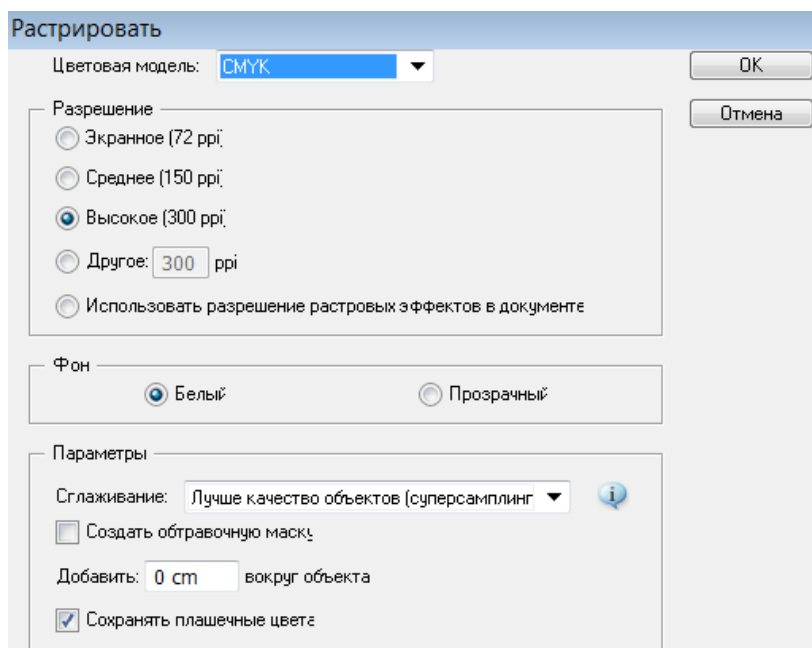 Растрировать
Цветовая модель: CMYK
OK
Отмена
Разрешение
Экранное (72 ppi)
Среднее (150 ppi)
Высокое (300 ppi)
Другое: 300 ppi
Использовать разрешение растровых эффектов в документе
Фон
Белый Прозрачный
Параметры
Сглаживание: Лучше качество объектов (суперсамплинг
i
Создать обтравочную маску
Добавить: 0 cm вокруг объекта
Сохранять плашечные цвета